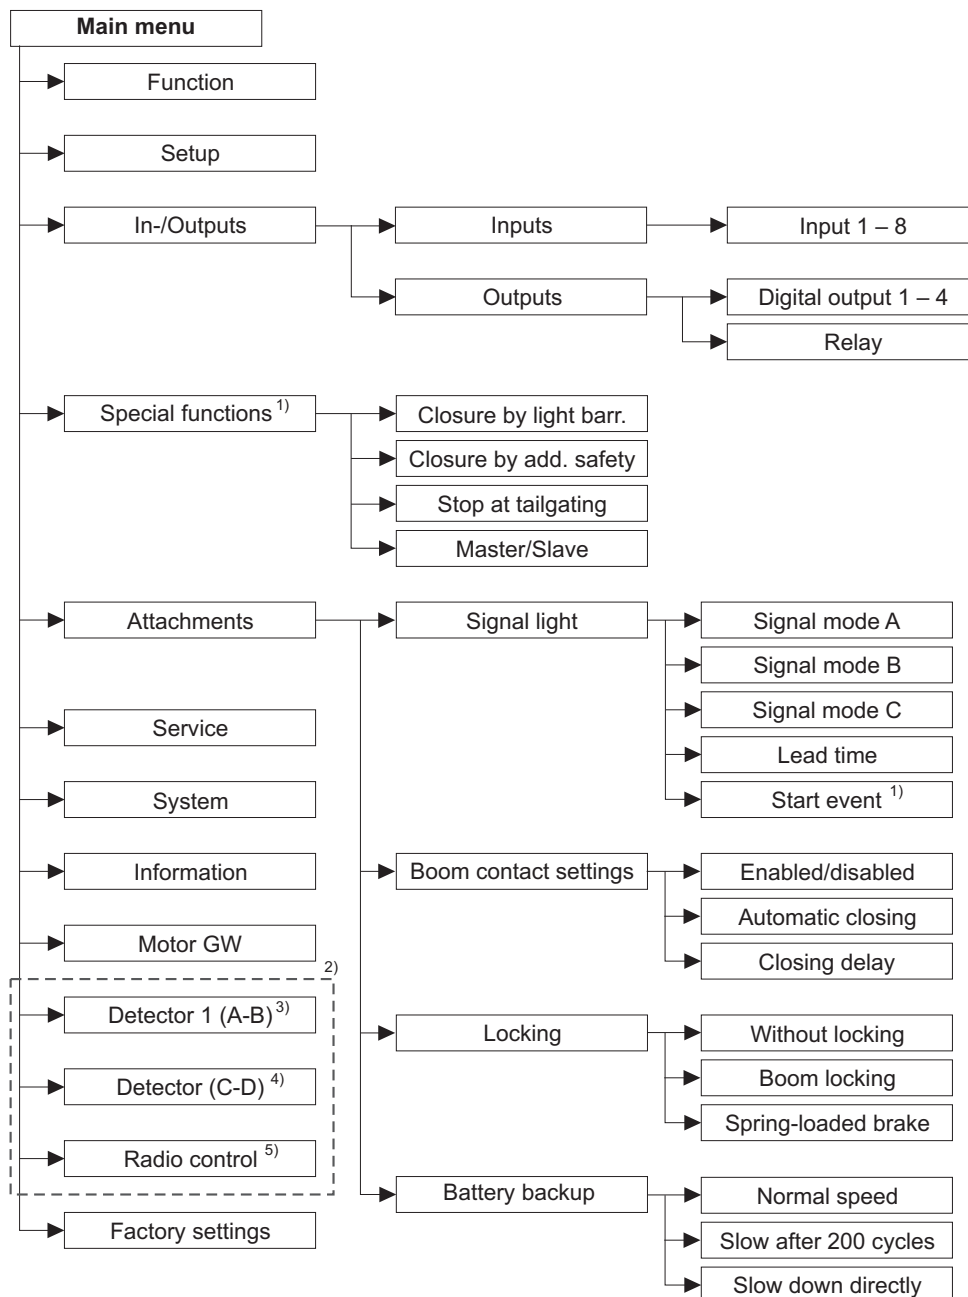 Main menu
Function
Setup
In-/Outputs
Inputs
Input 1 – 8
Outputs
Digital output 1 – 4
Relay
Special functions 1)
Closure by light barr.
Closure by add. safety
Stop at tailgating
Master/Slave
Attachments
Signal light
Signal mode A
Signal mode B
Signal mode C
Lead time
Start event 1)
Service
System
Information
Motor GW
Boom contact settings
Enabled/disabled
Automatic closing
Closing delay
2)
Detector 1 (A-B) 3)
Detector (C-D) 4)
Radio control 5)
Locking
Without locking
Boom locking
Spring-loaded brake
Battery backup
Normal speed
Slow after 200 cycles
Slow down directly
Factory settings